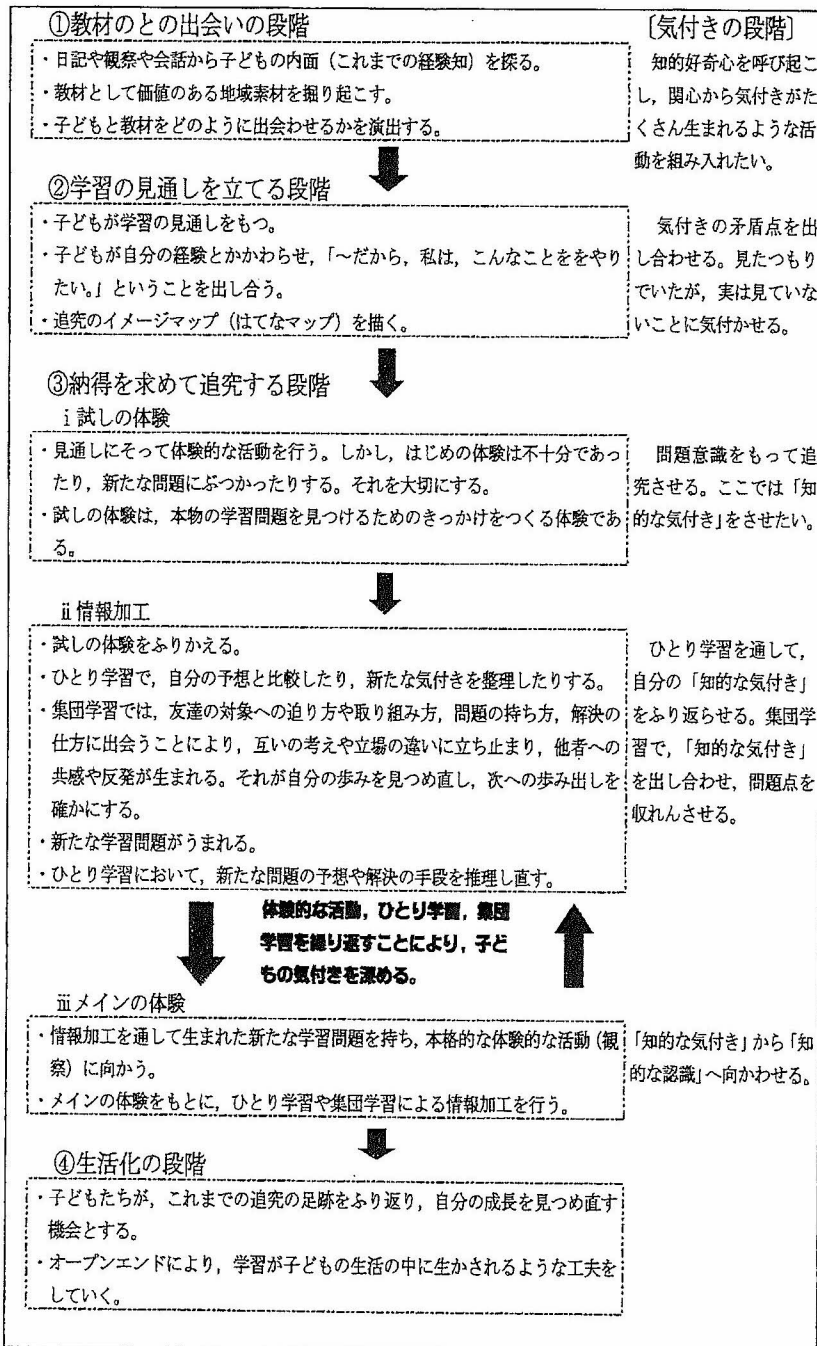 ①教材のとの出会いの段階
〔気付きの段階〕
・日記や観察や会話から子どもの内面（これまでの経験知）を探る。
・教材として価値のある地域素材を掘り起こす。
・子どもと教材をどのように出会わせるかを演出する。
知的好奇心を呼び起こ
し，関心から気付きがた
くさん生まれるような活
動を組み入れたい。
②学習の見通しを立てる段階
・子どもが学習の見通しをもつ。
・子どもが自分の経験とかかわらせ，「～だから，私は，こんなことををやり
たい。」ということを出し合う。
・追究のイメージマップ（はてなマップ）を描く。
気付きの矛盾点を出
し合わせる。見たつもり
でいたが，実は見ていな
いことに気付かせる。
③納得を求めて追究する段階
ⅰ試しの体験
・見通しにそって体験的な活動を行う。しかし，はじめの体験は不十分であっ
たり，新たな問題にぶつかったりする。それを大切にする。
・試しの体験は，本物の学習問題を見つけるためのきっかけをつくる体験であ
る。
問題意識をもって追
究させる。ここでは「知
的な気付き」をさせたい。
ⅱ情報加工
・試しの体験をふりかえる。
・ひとり学習で，自分の予想と比較したり，新たな気付きを整理したりする。
・集団学習では，友達の対象への迫り方や取り組み方，問題の持ち方，解決の
仕方に出会うことにより，互いの考えや立場の違いに立ち止まり，他者への
共感や反発が生まれる。それが自分の歩みを見つめ直し，次への歩み出しを
確かにする。
・新たな学習問題がうまれる。
・ひとり学習において，新たな問題の予想や解決の手段を推理し直す。
ひとり学習を通して，
自分の「知的な気付き」
をふり返らせる。集団学
習で，「知的な気付き」
を出し合わせ，問題点を
収れんさせる。
体験的な活動，ひとり学習，集団
学習を繰り返すことにより，子ど
もの気付きを深める。
ⅲメインの体験
・情報加工を通して生まれた新たな学習問題を持ち，本格的な体験的な活動（観
察）に向かう。
・メインの体験をもとに，ひとり学習や集団学習による情報加工を行う。
「知的な気付き」から「知
的な認識」へ向かわせる。
④生活化の段階
・子どもたちが，これまでの追究の足跡をふり返り，自分の成長を見つめ直す
機会とする。
・オープンエンドにより，学習が子どもの生活の中に生かされるような工夫を
していく。